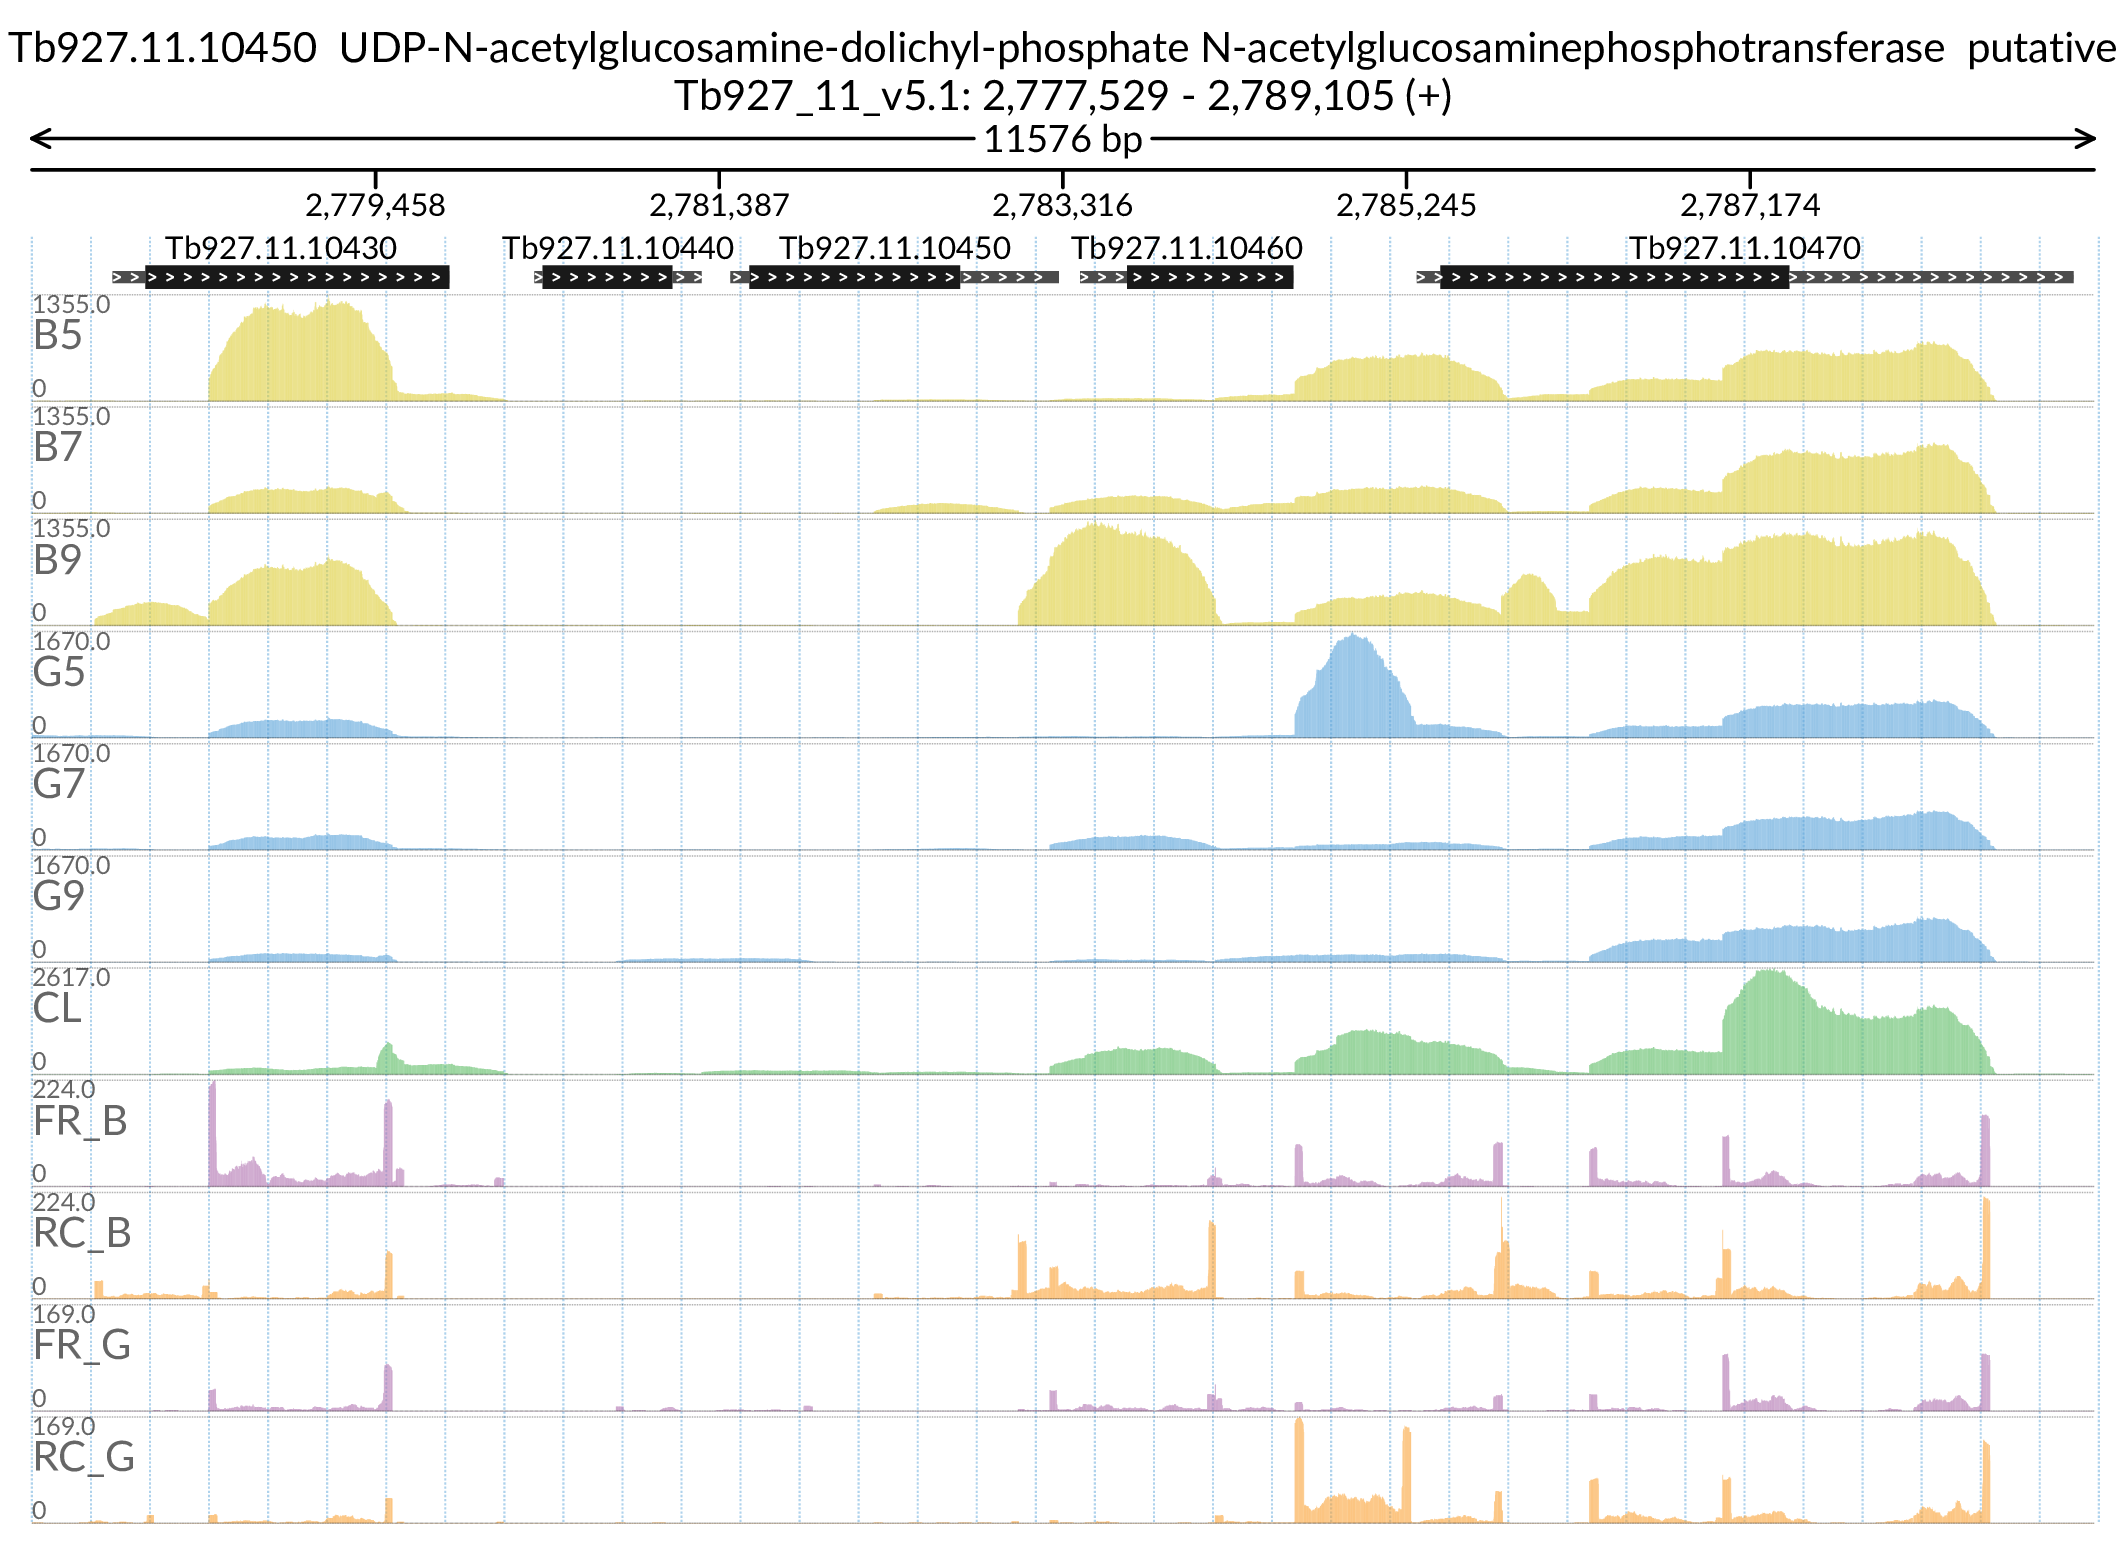 Tb927.11.10450  UDP-N-acetylglucosamine-dolichyl-phosphate N-acetylglucosaminephosphotransferase  putative
Tb927_11_v5.1: 2,777,529 - 2,789,105 (+)
11576 bp
2,779,458 2,781,387 2,783,316 2,785,245 2,787,174
Tb927.11.10430 Tb927.11.10440 Tb927.11.10450 Tb927.11.10460 Tb927.11.10470
1355.0
B5
0
1355.0
B7
0
1355.0
B9
0
1670.0
G5
0
1670.0
G7
0
1670.0
G9
0
2617.0
CL
0
224.0
FR_B
0
224.0
RC_B
0
169.0
FR_G
0
169.0
RC_G
0